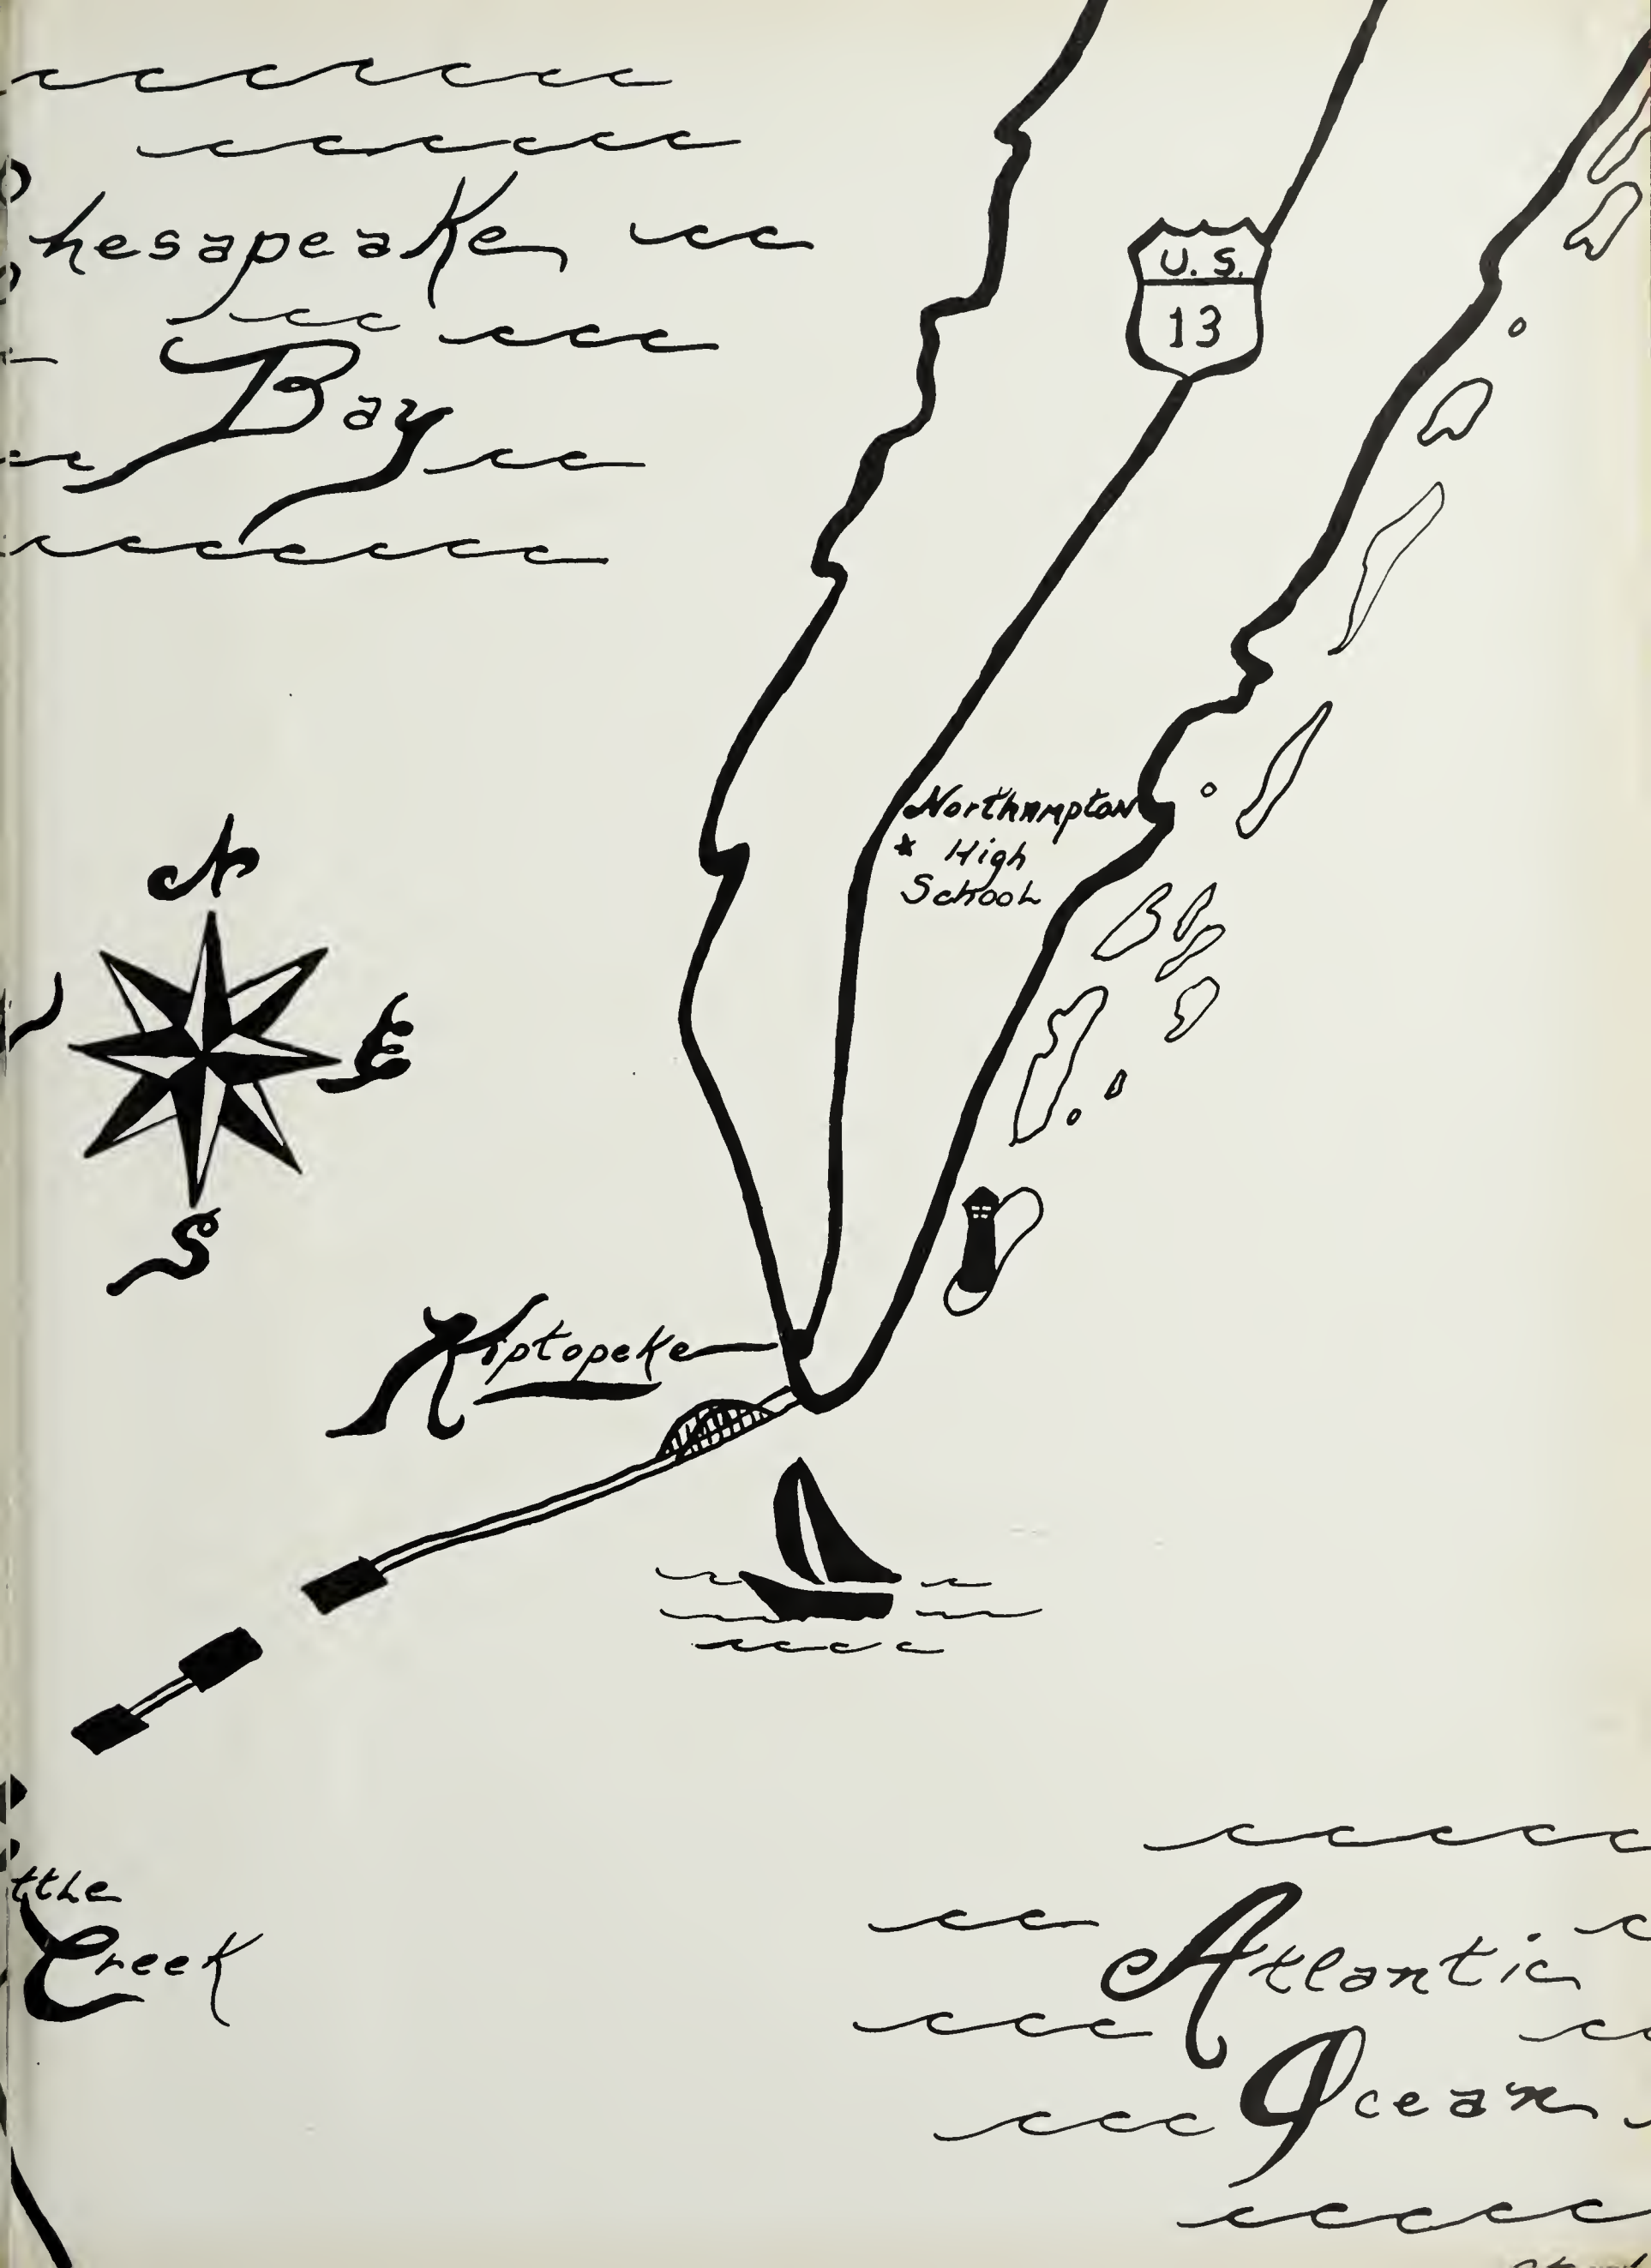 hesapeake
Bay
U. S.
13
Northampton
* High
School
N
E
S
Kiptopeke
ttle
Creek
Atlantic
Ocean